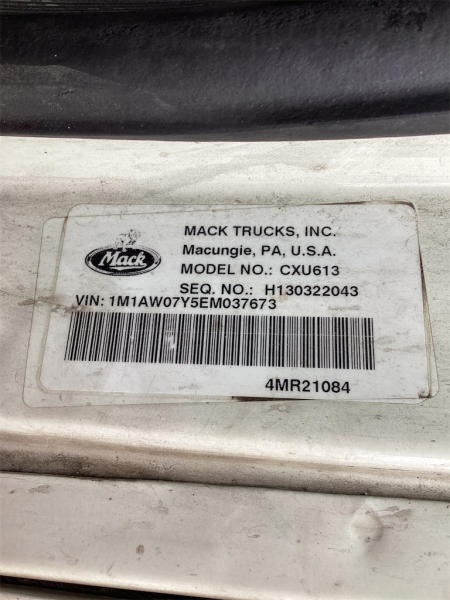 Mack
MACK TRUCKS, INC.
Macungie, PA, U.S.A.
MODEL NO.: CXU613
SEQ. NO.: H130322043
VIN: 1M1AW07Y5EM037673
4MR21084